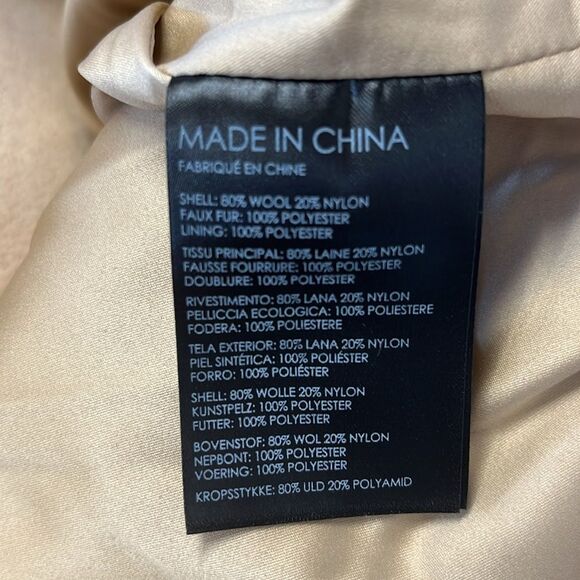 MADE IN CHINA
FABRIQUÉ EN CHINE
SHELL: 80% WOOL 20% NYLON
FAUX FUR: 100% POLYESTER
LINING: 100% POLYESTER
TISSU PRINCIPAL: 80% LAINE 20% NYLON
FAUSSE FOURRURE: 100% POLYESTER
DOUBLURE: 100% POLYESTER
RIVESTIMENTO: 80% LANA 20% NYLON
PELUCCIA ECOLOGICA: 100% POLIESTERE
FODERA: 100% POLIESTERE
TELA EXTERIOR: 80% LANA 20% NYLON
PIEL SINTÉTICA: 100% POLIÉSTER
FORRO: 100% POLIÉSTER
SHELL: 80% WOLLE 20% NYLON
KUNSTPELZ: 100% POLYESTER
FUTTER: 100% POLYESTER
BOVENSTOF: 80% WOL 20% NYLON
NEPBONT: 100% POLYESTER
VOERING: 100% POLYESTER
KROPSSTYKKE: 80% ULD 20% POLYAMID